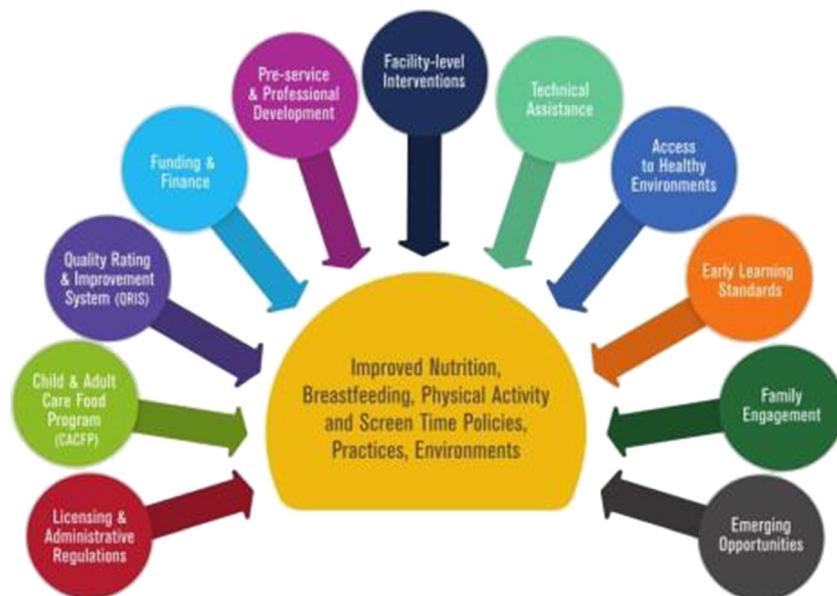 Licensing &
Administrative
Regulations
Child & Adult
Care Food
Program
(CACFP)
Quality Rating
& Improvement
System (QRIS)
Funding &
Finance
Pre-service
& Professional
Development
Facility-level
Interventions
Technical
Assistance
Access
to Healthy
Environments
Early Learning
Standards
Family
Engagement
Emerging
Opportunities
Improved Nutrition,
Breastfeeding, Physical Activity
and Screen Time Policies,
Practices, Environments